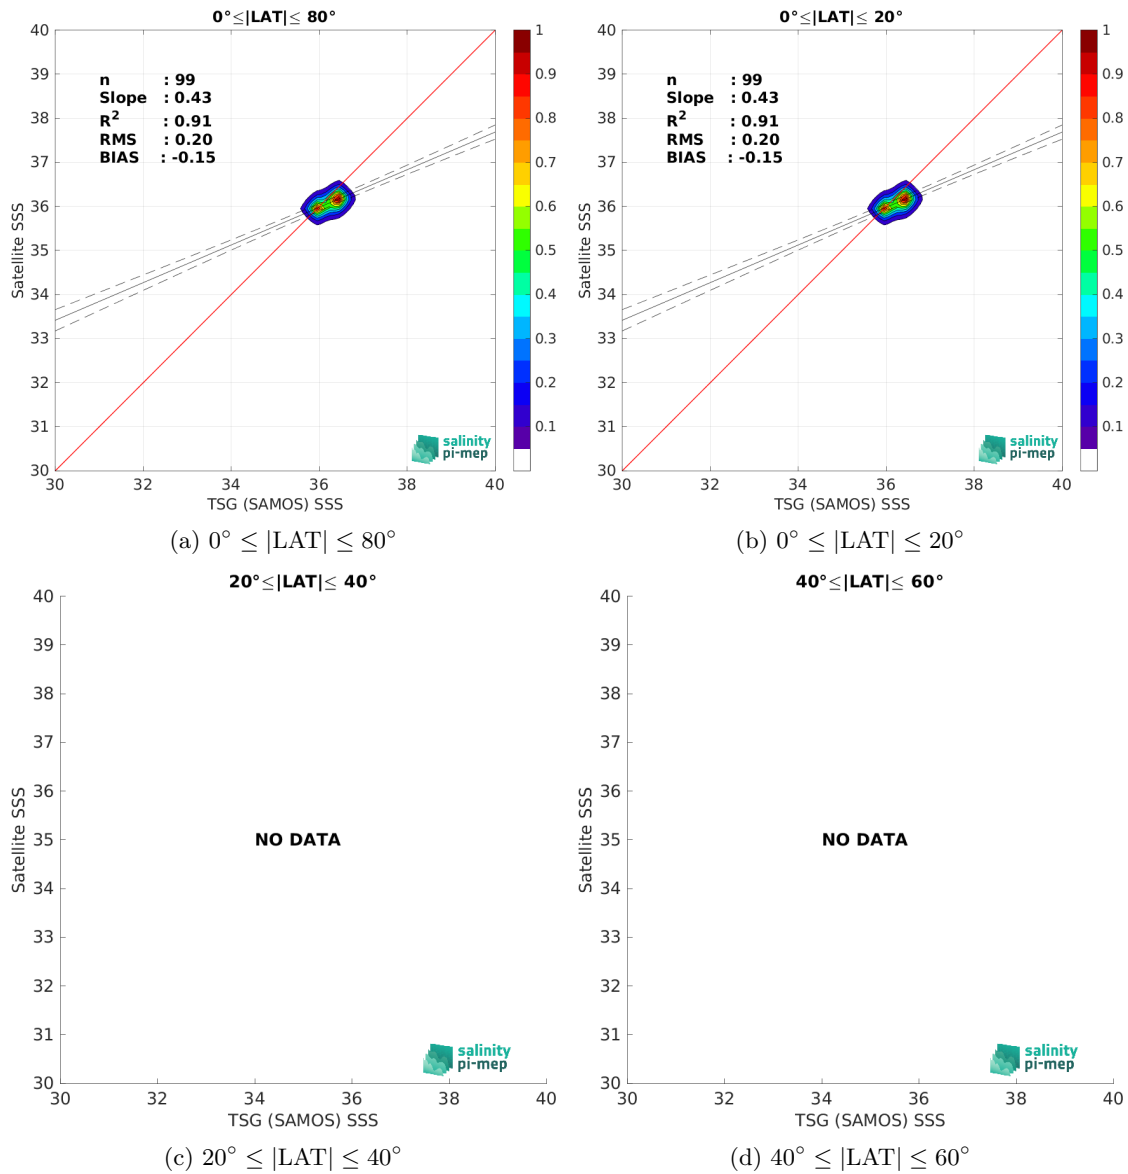 0°≤|LAT|≤ 80°
n : 99
Slope : 0.43
R² : 0.91
RMS : 0.20
BIAS : -0.15
Satellite SSS
40
39
38
37
36
35
34
33
32
31
30
30 32 34 36 38 40
TSG (SAMOS) SSS
1
0.9
0.8
0.7
0.6
0.5
0.4
0.3
0.2
0.1
salinity
pi-mep
(a) 0° ≤ |LAT| ≤ 80°
0°≤|LAT|≤ 20°
n : 99
Slope : 0.43
R² : 0.91
RMS : 0.20
BIAS : -0.15
Satellite SSS
40
39
38
37
36
35
34
33
32
31
30
30 32 34 36 38 40
TSG (SAMOS) SSS
1
0.9
0.8
0.7
0.6
0.5
0.4
0.3
0.2
0.1
salinity
pi-mep
(b) 0° ≤ |LAT| ≤ 20°
20°≤|LAT|≤ 40°
Satellite SSS
40
39
38
37
36
35
34
33
32
31
30
NO DATA
salinity
pi-mep
30 32 34 36 38 40
TSG (SAMOS) SSS
(c) 20° ≤ |LAT| ≤ 40°
40°≤|LAT|≤ 60°
Satellite SSS
40
39
38
37
36
35
34
33
32
31
30
NO DATA
salinity
pi-mep
30 32 34 36 38 40
TSG (SAMOS) SSS
(d) 40° ≤ |LAT| ≤ 60°